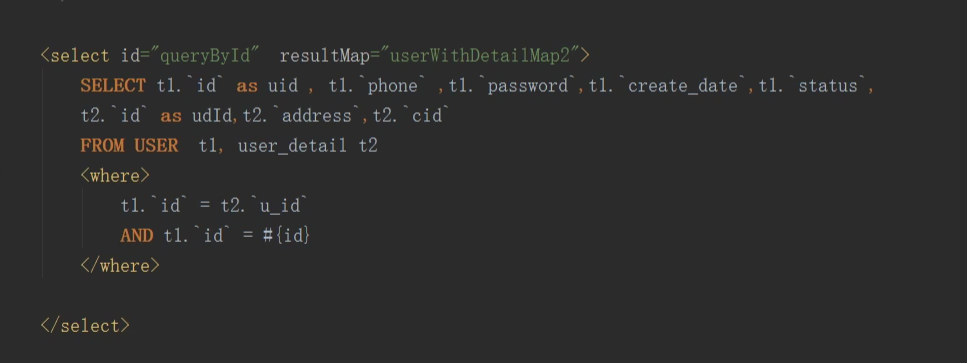 <select id="queryById" resultMap="userWithDetailMap2">
SELECT t1.`id` as uid , t1.`phone` ,t1.`password`,t1.`create_date`,t1.`status`,
t2.`id` as udId,t2.`address`,t2.`cid`
FROM USER t1, user_detail t2
<where>
t1.`id` = t2.`u_id`
AND t1.`id` = #{id}
</where>
</select>